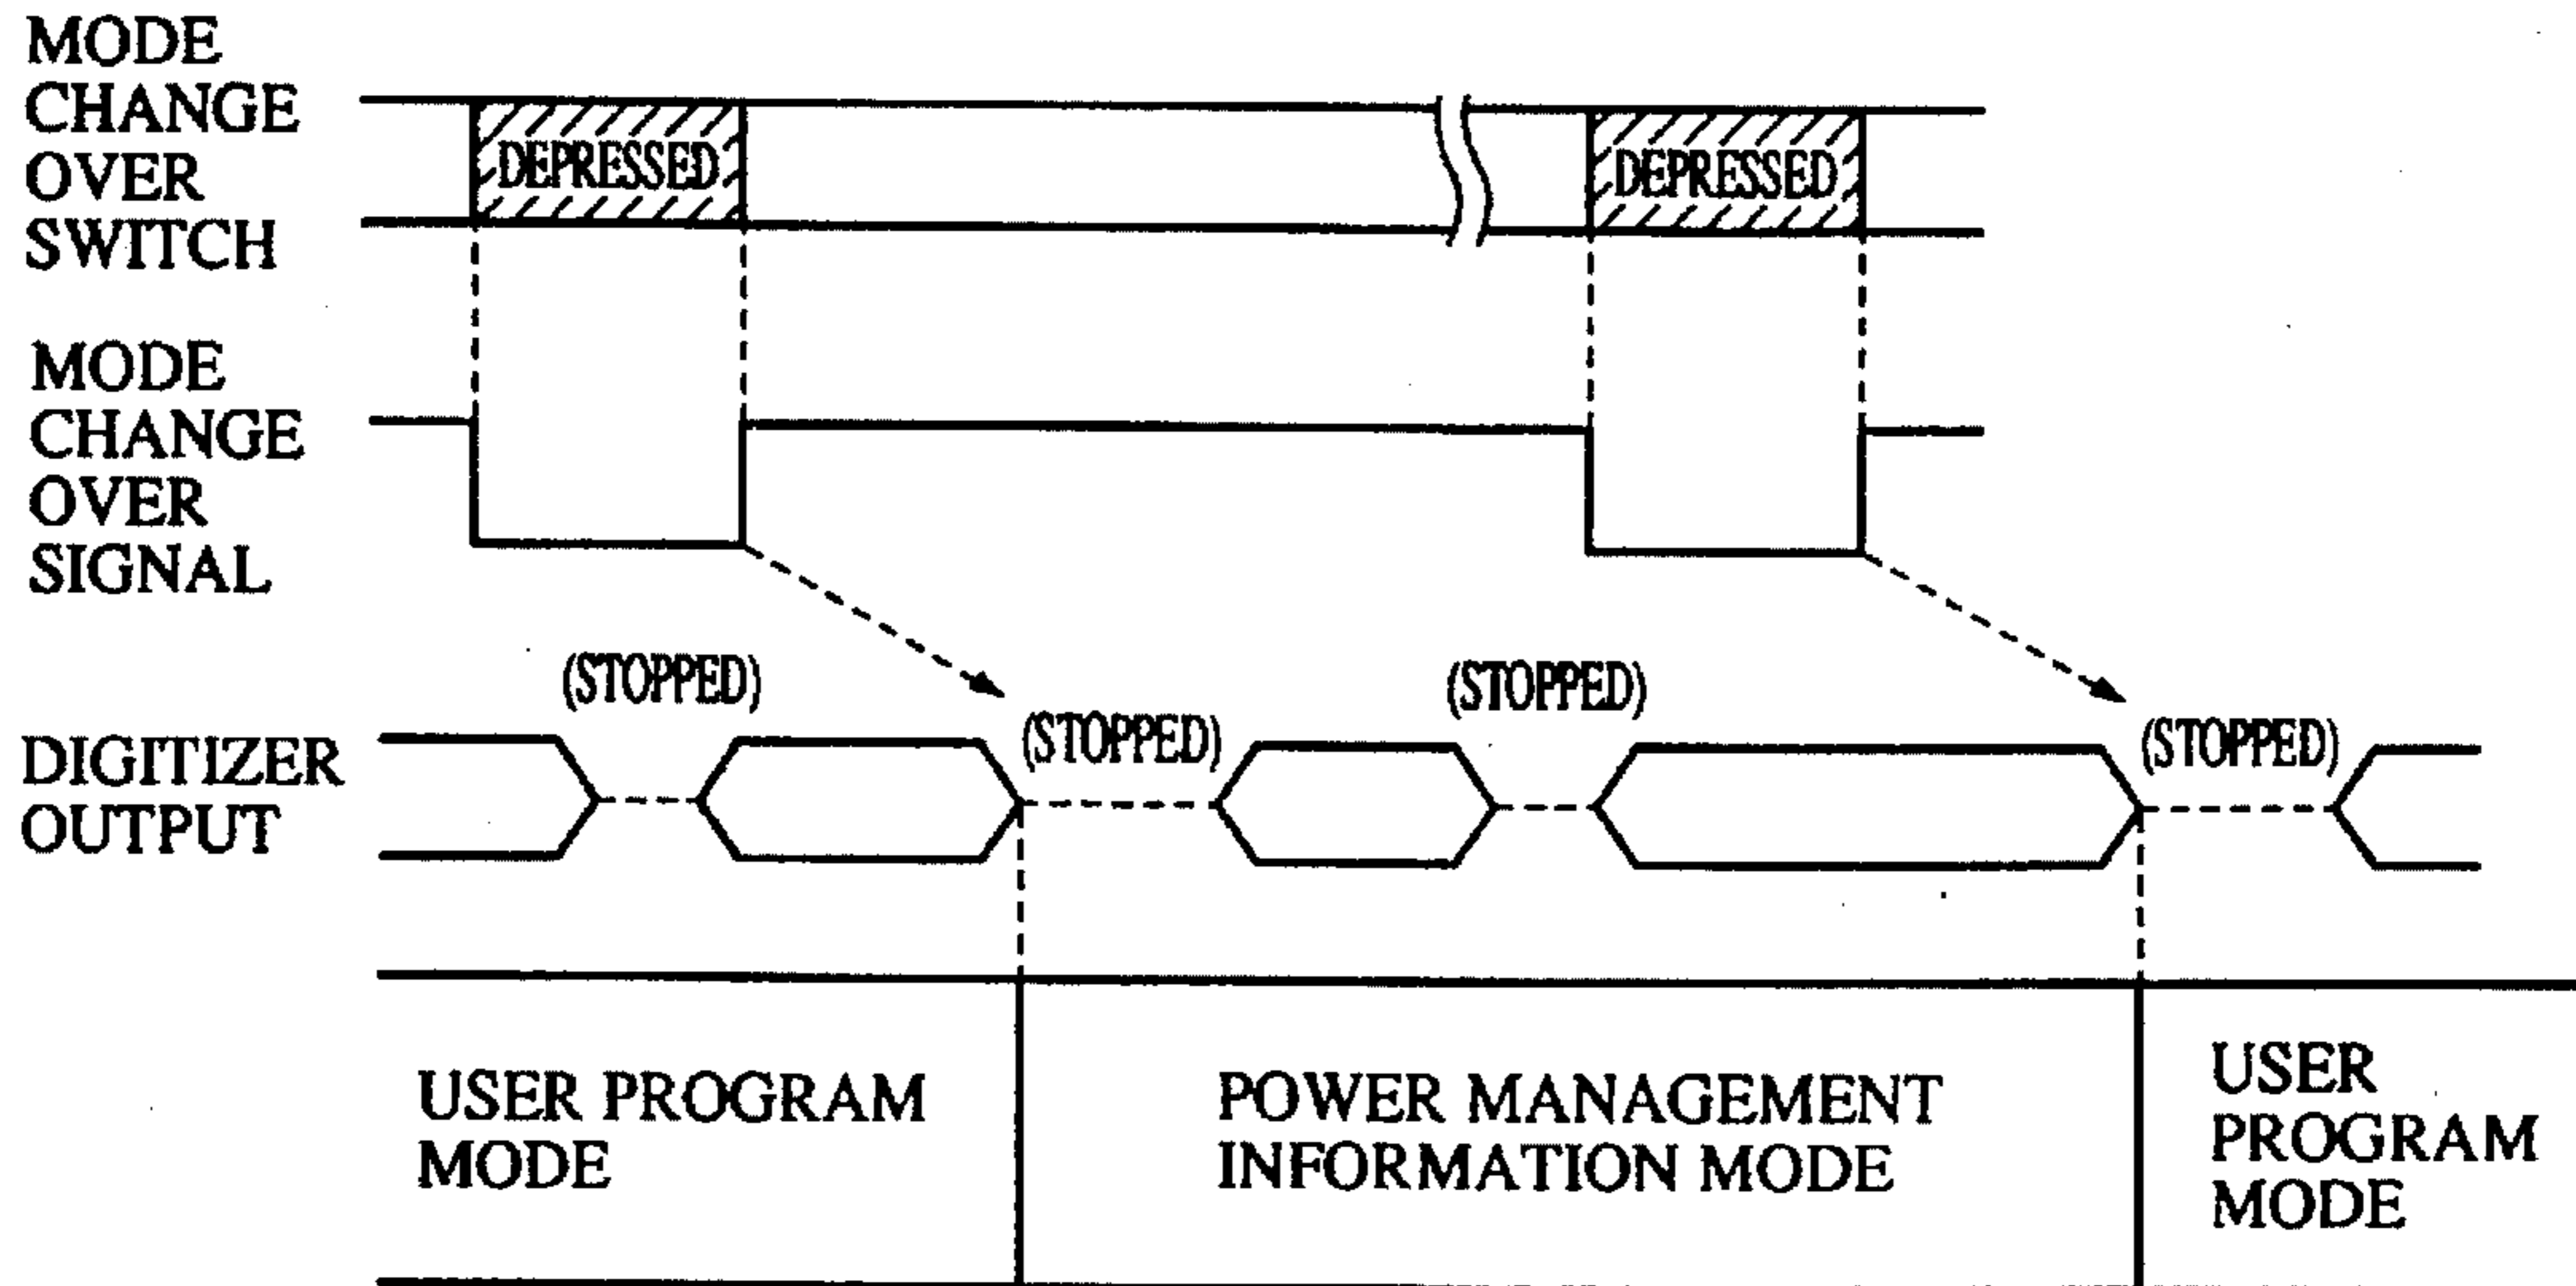 MODE
CHANGE
OVER
SWITCH
DEPRESSED
DEPRESSED
MODE
CHANGE
OVER
SIGNAL
(STOPPED)
(STOPPED)
(STOPPED)
(STOPPED)
DIGITIZER
OUTPUT
USER PROGRAM
MODE
POWER MANAGEMENT
INFORMATION MODE
USER
PROGRAM
MODE